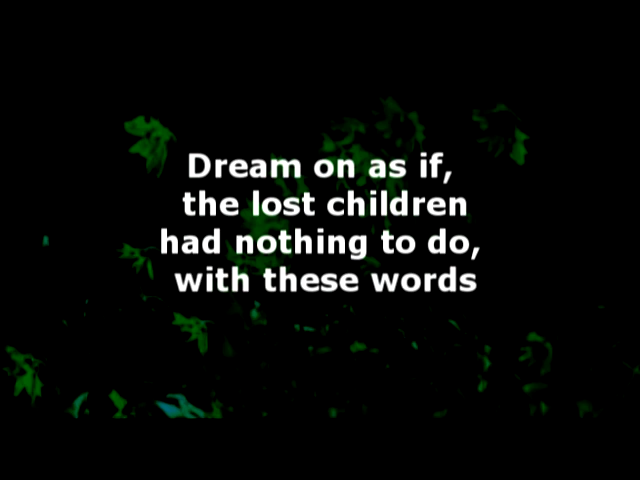 Dream on as if,
the lost children
had nothing to do,
with these words